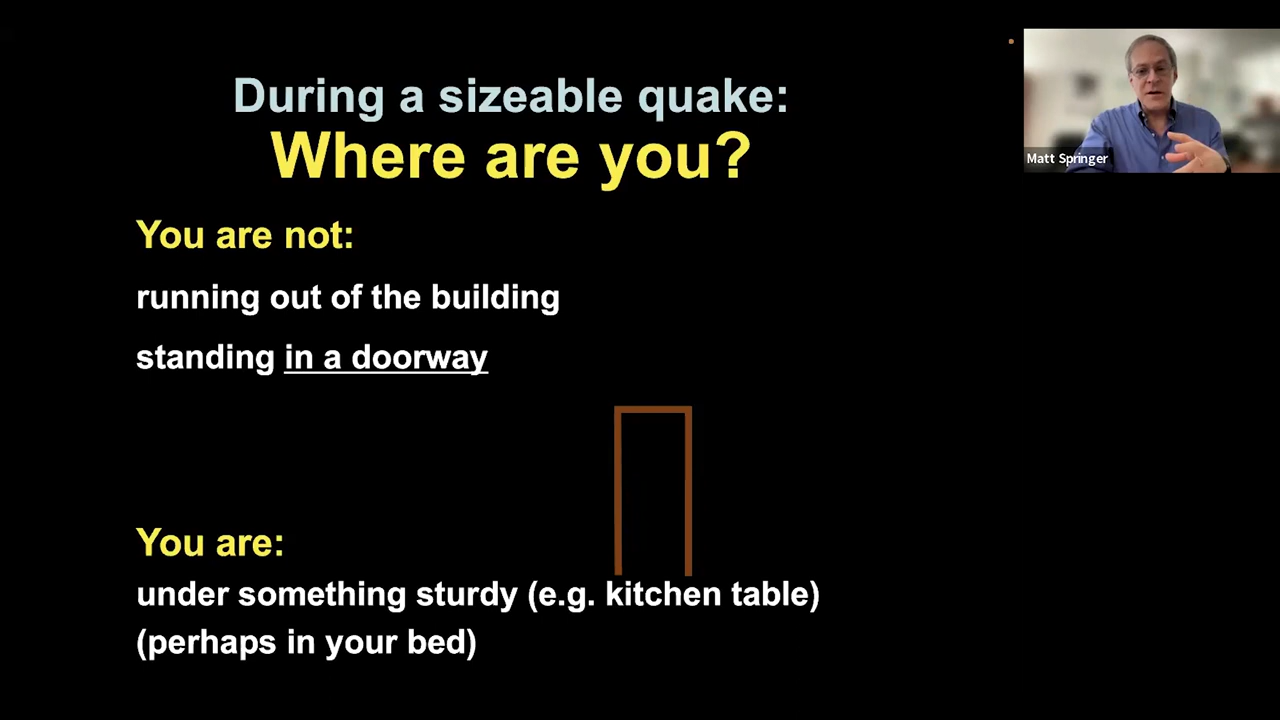 During a sizeable quake:
Where are you?
You are not:
running out of the building
standing in a doorway
You are:
under something sturdy (e.g. kitchen table)
(perhaps in your bed)
Matt Springer